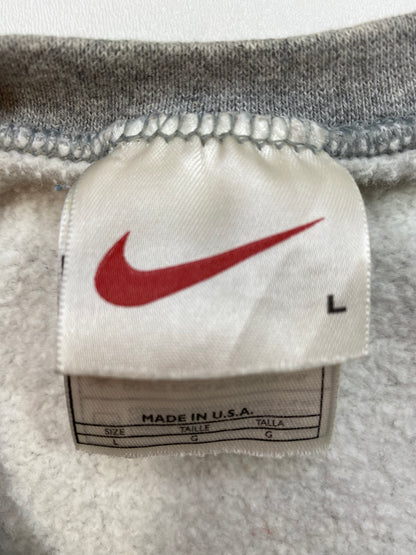 L
MADE IN U.S.A.
SIZE TAILLE TALLA
L G G